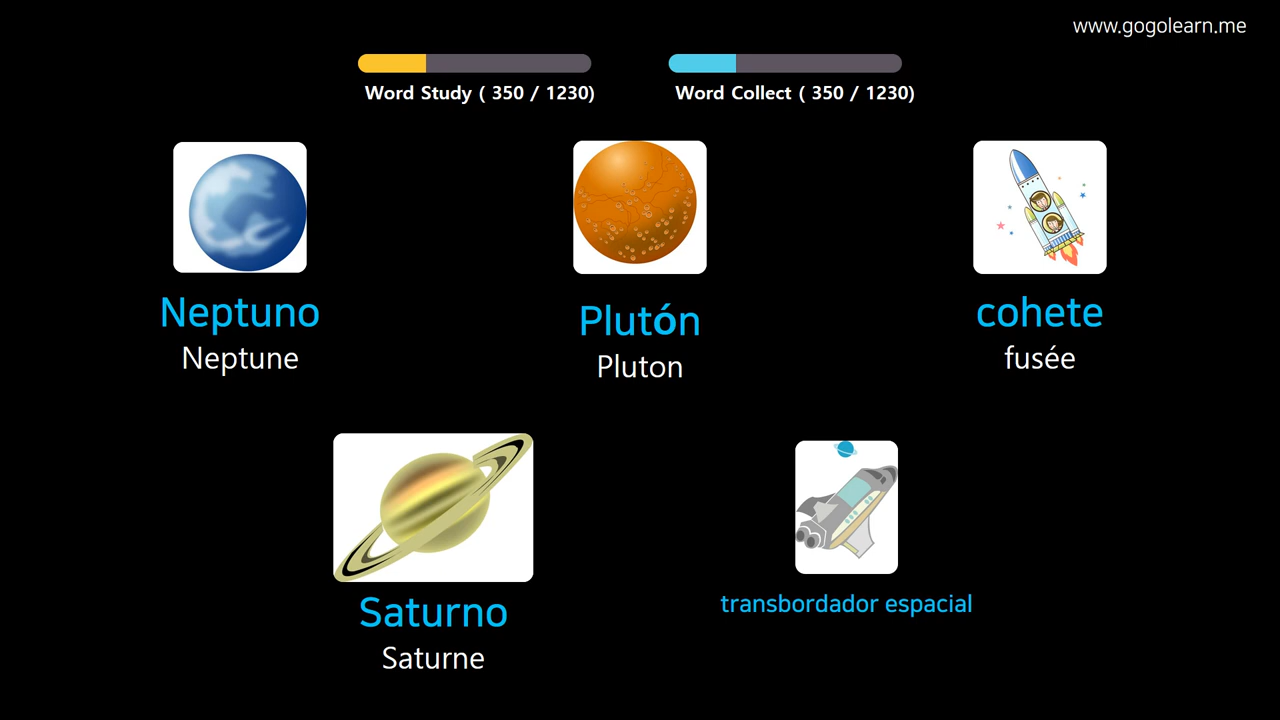 www.gogolearn.me
Word Study ( 350 / 1230)
Word Collect ( 350 / 1230)
Neptuno
Neptune
Plutón
Pluton
cohete
fusée
Saturno
Saturne
transbordador espacial